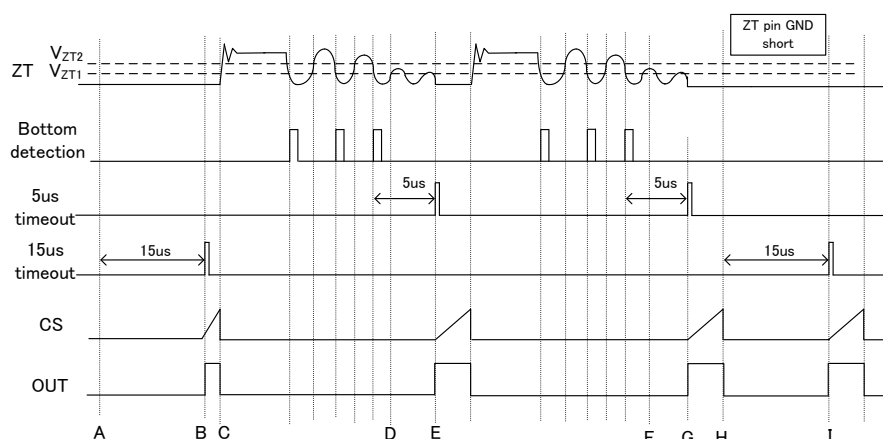 ZT pin GND
short
VZT2
ZT VZT1
Bottom
detection
5us 5us
5us
timeout
15us 15us
15us
timeout
CS
OUT
A B C D E F G H I